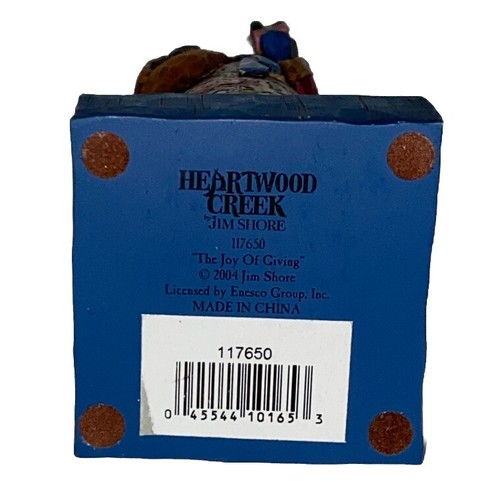 HEARTWOOD
CREEK
by JIM SHORE
117650
"The Joy Of Giving"
© 2004 Jim Shore
Licensed by Enesco Group, Inc.
MADE IN CHINA
117650
0 45544 10165 3